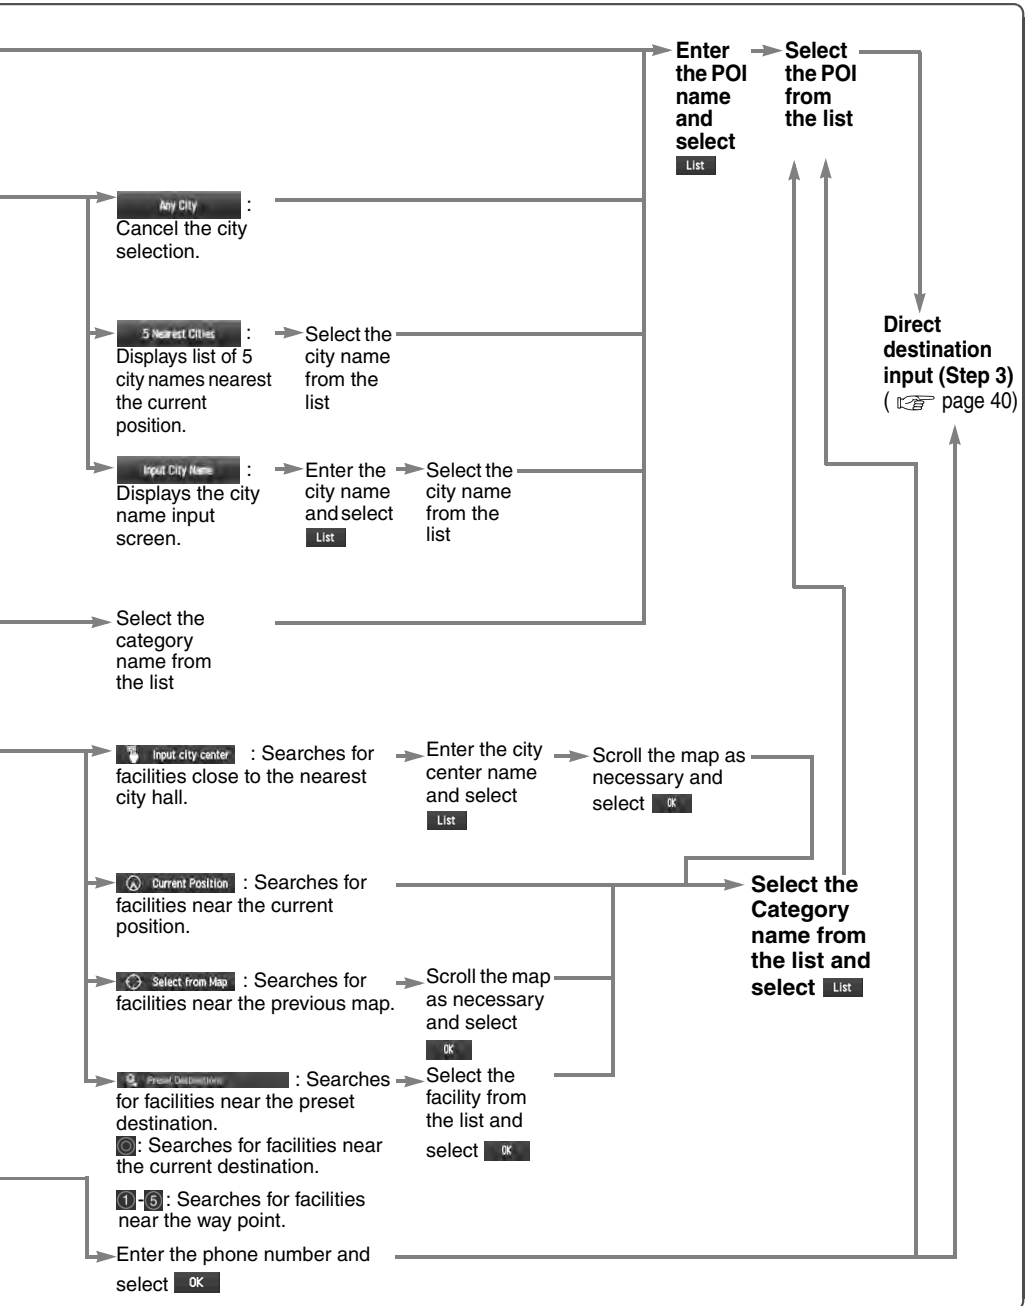 Enter
the POI
name
and
select
List
Select
the POI
from
the list
Any City :
Cancel the city
selection.
5 Nearest Cities :
Displays list of 5
city names nearest
the current
position.
Select the
city name
from the
list
Direct
destination
input (Step 3)
( page 40)
Input City Name :
Displays the city
name input
screen.
Enter the
city name
and select
List
Select the
city name
from the
list
Select the
category
name from
the list
Input city center : Searches for
facilities close to the nearest
city hall.
Enter the city
center name
and select
List
Scroll the map as
necessary and
select OK
Current Position : Searches for
facilities near the current
position.
Select the
Category
name from
the list and
select List
Select from Map : Searches for
facilities near the previous map.
Scroll the map
as necessary
and select
OK
Preset Destinations : Searches
for facilities near the preset
destination.
: Searches for facilities near
the current destination.
1-5 : Searches for facilities
near the way point.
Select the
facility from
the list and
select OK
Enter the phone number and
select OK